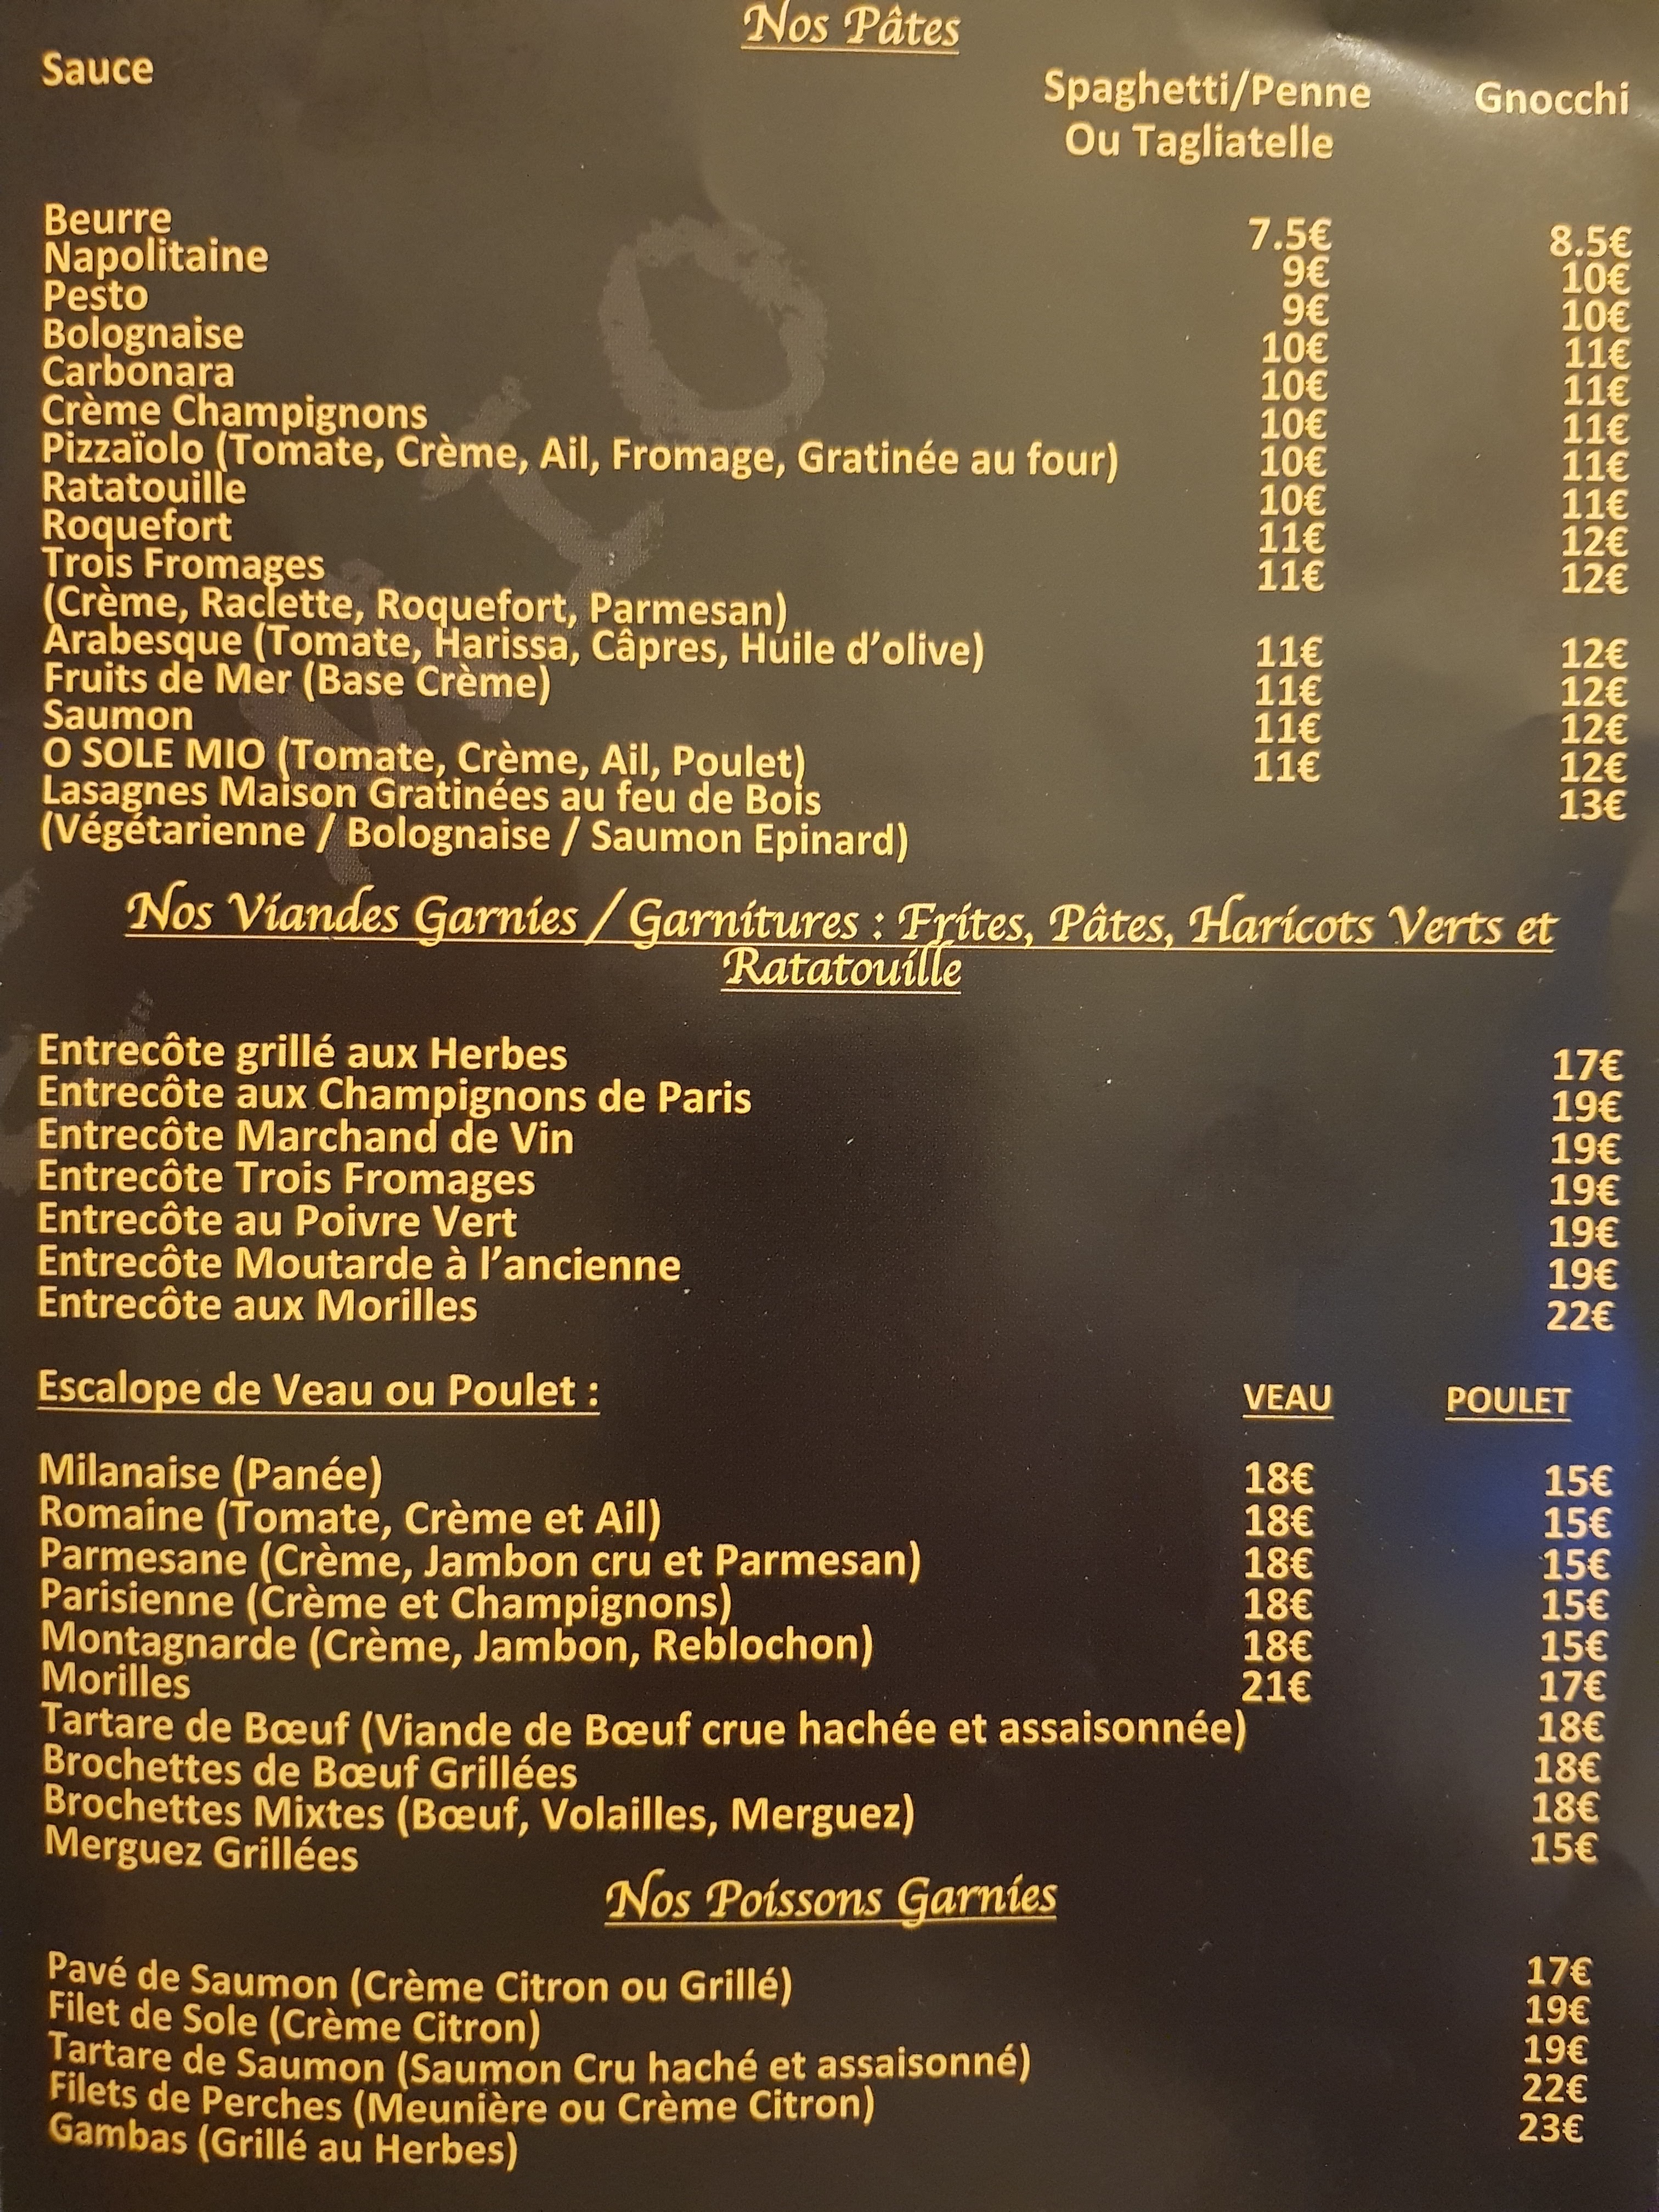 Nos Pâtes
Sauce Spaghetti/Penne Gnocchi
Ou Tagliatelle
Beurre 7.5€ 8.5€
Napolitaine 9€ 10€
Pesto 9€ 10€
Bolognaise 10€ 11€
Carbonara 10€ 11€
Crème Champignons 10€ 11€
Pizzaïolo (Tomate, Crème, Ail, Fromage, Gratinée au four) 10€ 11€
Ratatouille 10€ 11€
Roquefort 11€ 12€
Trois Fromages 11€ 12€
(Crème, Raclette, Roquefort, Parmesan)
Arabesque (Tomate, Harissa, Câpres, Huile d’olive) 11€ 12€
Fruits de Mer (Base Crème) 11€ 12€
Saumon 11€ 12€
O SOLE MIO (Tomate, Crème, Ail, Poulet) 11€ 12€
Lasagnes Maison Gratinées au feu de Bois 13€
(Végétarienne / Bolognaise / Saumon Epinard)
Nos Viandes Garnies / Garnitures : Frites, Pâtes, Haricots Verts et
Ratatouille
Entrecôte grillé aux Herbes 17€
Entrecôte aux Champignons de Paris 19€
Entrecôte Marchand de Vin 19€
Entrecôte Trois Fromages 19€
Entrecôte au Poivre Vert 19€
Entrecôte Moutarde à l’ancienne 19€
Entrecôte aux Morilles 22€
Escalope de Veau ou Poulet : VEAU POULET
Milanaise (Panée) 18€ 15€
Romaine (Tomate, Crème et Ail) 18€ 15€
Parmesane (Crème, Jambon cru et Parmesan) 18€ 15€
Parisienne (Crème et Champignons) 18€ 15€
Montagnarde (Crème, Jambon, Reblochon) 18€ 15€
Morilles 21€ 17€
Tartare de Bœuf (Viande de Bœuf crue hachée et assaisonnée) 18€
Brochettes de Bœuf Grillées 18€
Brochettes Mixtes (Bœuf, Volailles, Merguez) 18€
Merguez Grillées 15€
Nos Poissons Garnies
Pavé de Saumon (Crème Citron ou Grillé) 17€
Filet de Sole (Crème Citron) 19€
Tartare de Saumon (Saumon Cru haché et assaisonné) 19€
Filets de Perches (Meunière ou Crème Citron) 22€
Gambas (Grillé au Herbes) 23€